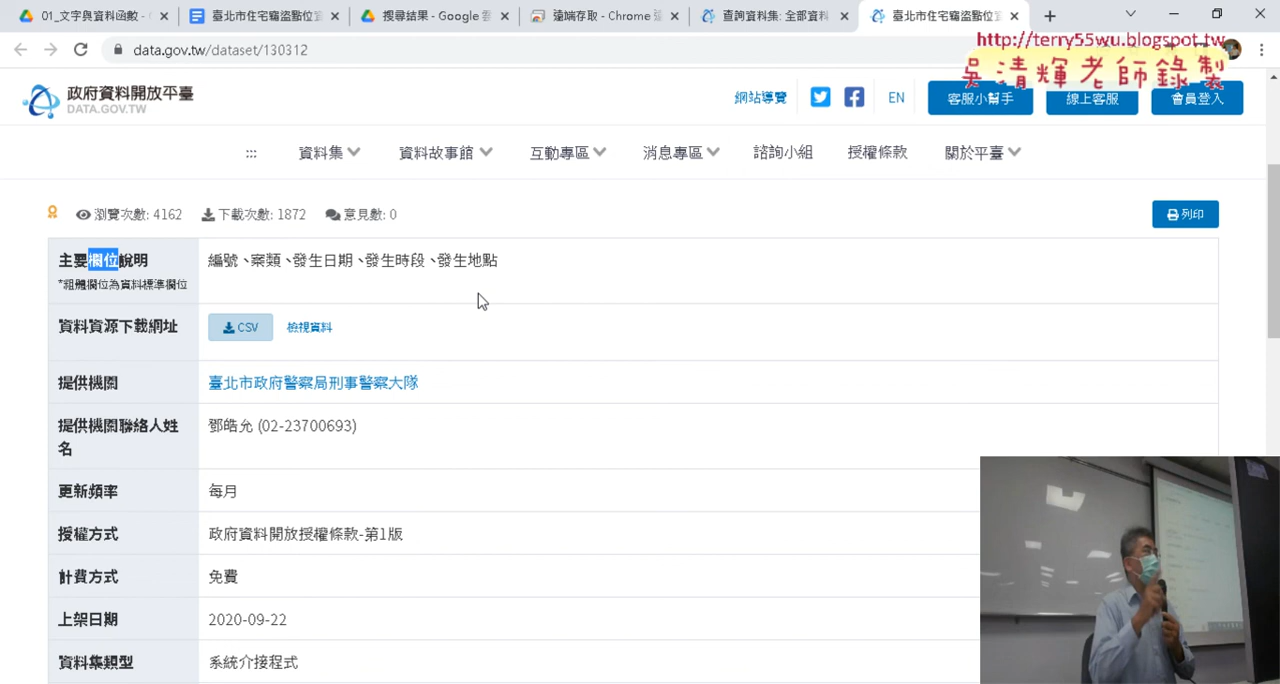 01_文字與資料函數 -
臺北市住宅竊盜點位資
搜尋結果 - Google 雲
遠端存取 - Chrome 遠
查詢資料集: 全部資料
臺北市住宅竊盜點位資
data.gov.tw/dataset/130312
http://terry55wu.blogspot.tw
吳清輝老師錄製
政府資料開放平臺
DATA.GOV.TW
網站導覽
EN
客服小幫手
線上客服
會員登入
:::
資料集
資料故事館
互動專區
消息專區
諮詢小組
授權條款
關於平臺
瀏覽次數: 4162 下載次數: 1872 意見數: 0
列印
主要欄位說明
*粗體欄位為資料標準欄位
編號、案類、發生日期、發生時段、發生地點
資料資源下載網址
CSV 檢視資料
提供機關
臺北市政府警察局刑事警察大隊
提供機關聯絡人姓
名
鄧皓允 (02-23700693)
更新頻率
每月
授權方式
政府資料開放授權條款-第1版
計費方式
免費
上架日期
2020-09-22
資料集類型
系統介接程式